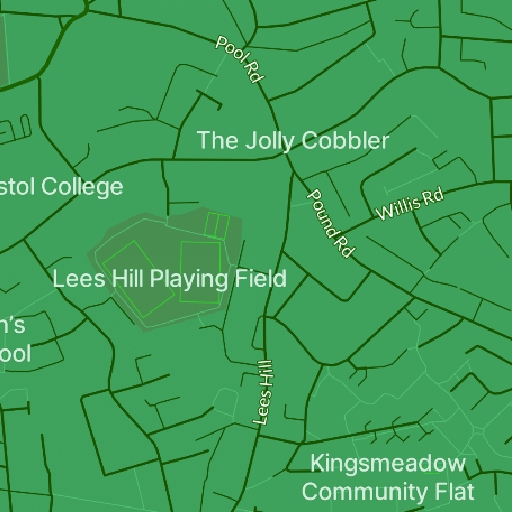 Pool Rd
The Jolly Cobbler
stol College
Willis Rd
Pound Rd
Lees Hill Playing Field
n's
ool
Lees Hill
Kingsmeadow
Community Flat